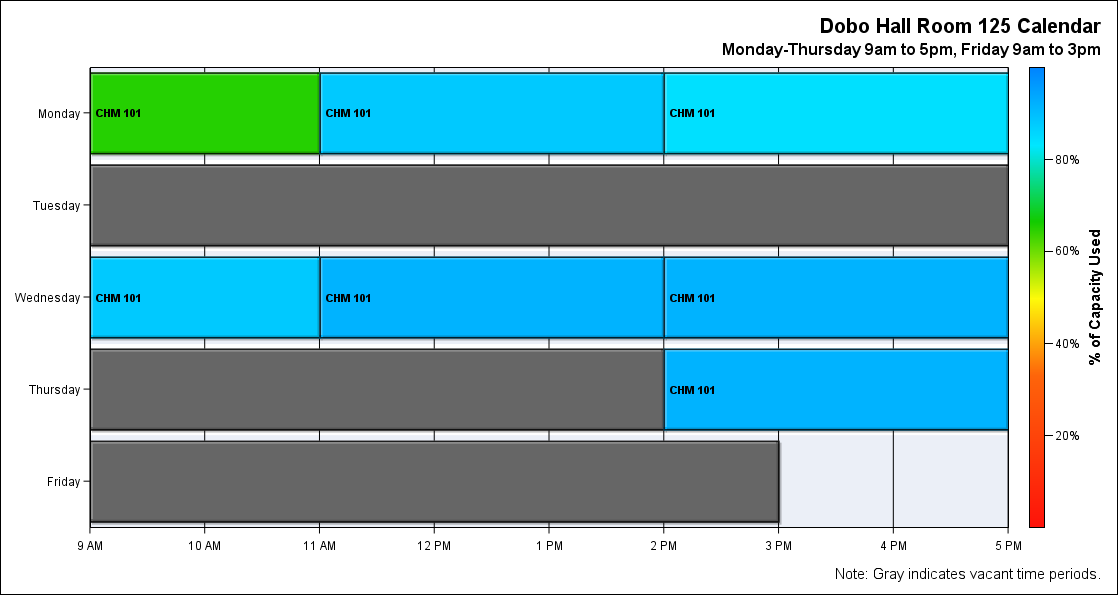 Dobo Hall Room 125 Calendar
Monday-Thursday 9am to 5pm, Friday 9am to 3pm
Monday
CHM 101
CHM 101
CHM 101
80%
Tuesday
60%
% of Capacity Used
Wednesday
CHM 101
CHM 101
CHM 101
40%
Thursday
CHM 101
20%
Friday
9 AM
10 AM
11 AM
12 PM
1 PM
2 PM
3 PM
4 PM
5 PM
Note: Gray indicates vacant time periods.